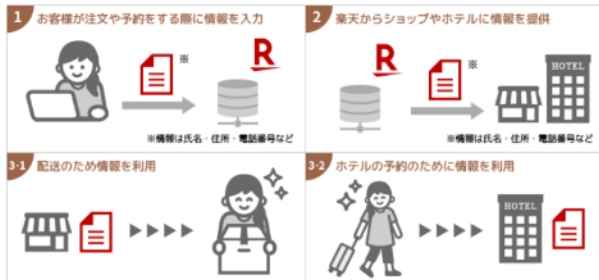 1 お客様が注文や予約をする際に情報を入力
※
R
※情報は氏名・住所・電話番号など
2 楽天からショップやホテルに情報を提供
R
※
HOTEL
※情報は氏名・住所・電話番号など
3-1 配送のため情報を利用
3-2 ホテルの予約のために情報を利用
HOTEL